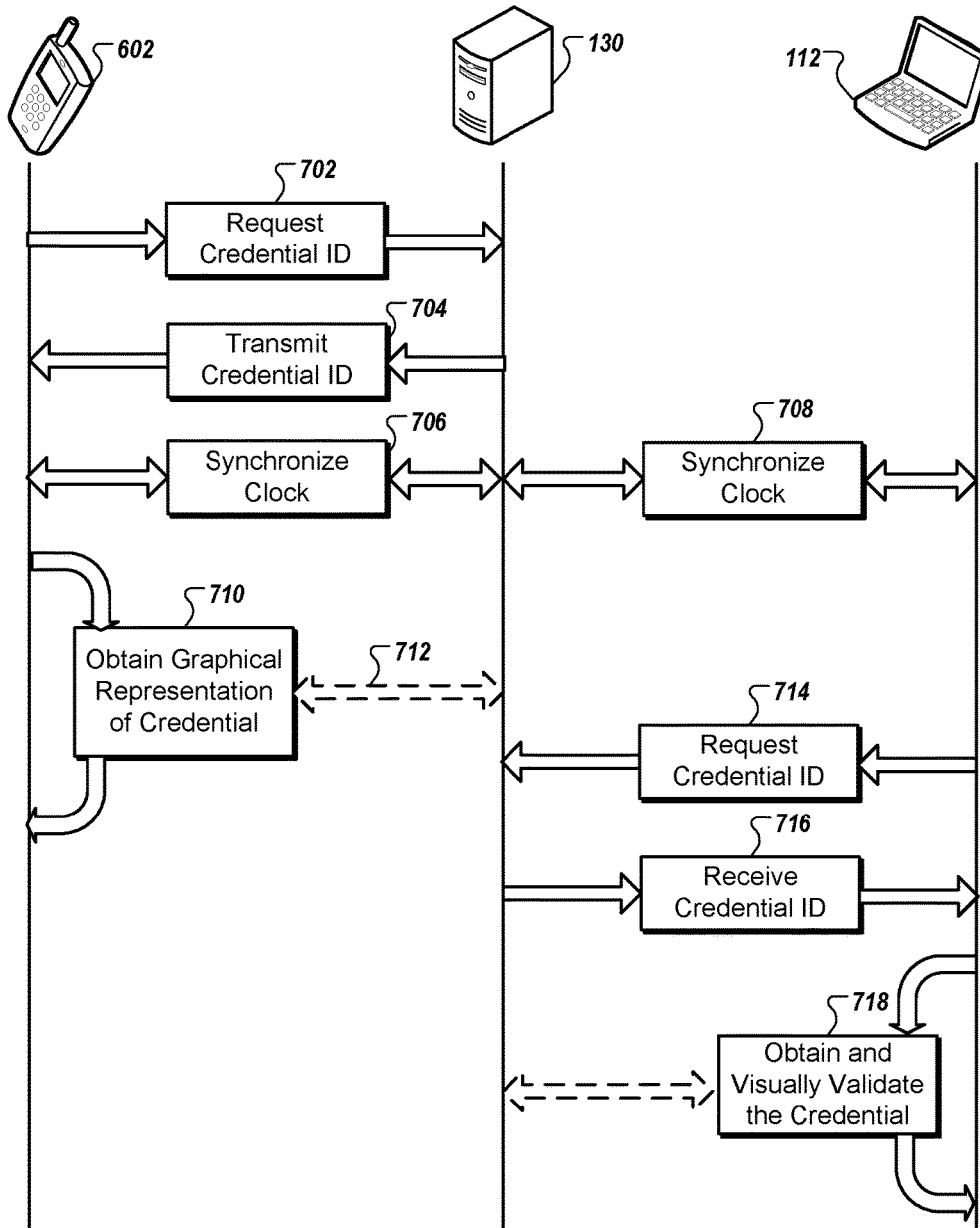 602
130
112
702
Request
Credential ID
704
Transmit
Credential ID
706
Synchronize
Clock
708
Synchronize
Clock
710
Obtain Graphical
Representation
of Credential
712
714
Request
Credential ID
716
Receive
Credential ID
718
Obtain and
Visually Validate
the Credential